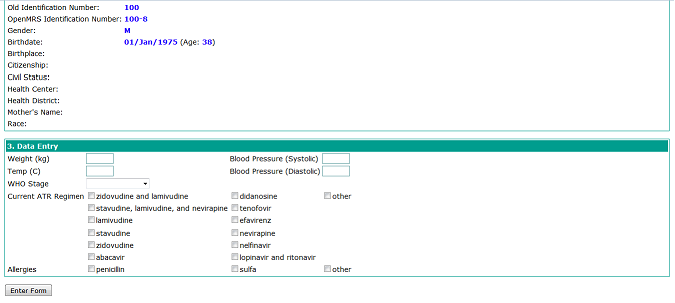 Old Identification Number: 100
OpenMRS Identification Number: 100-8
Gender: M
Birthdate: 01/Jan/1975 (Age: 38)
Birthplace:
Citizenship:
Civil Status:
Health Center:
Health District:
Mother's Name:
Race:
3. Data Entry
Weight (kg) Blood Pressure (Systolic)
Temp (C) Blood Pressure (Diastolic)
WHO Stage
Current ATR Regimen zidovudine and lamivudine didanosine other
stavudine, lamivudine, and nevirapine tenofovir
lamivudine efavirenz
stavudine nevirapine
zidovudine nelfinavir
abacavir lopinavir and ritonavir
Allergies penicillin sulfa other
Enter Form